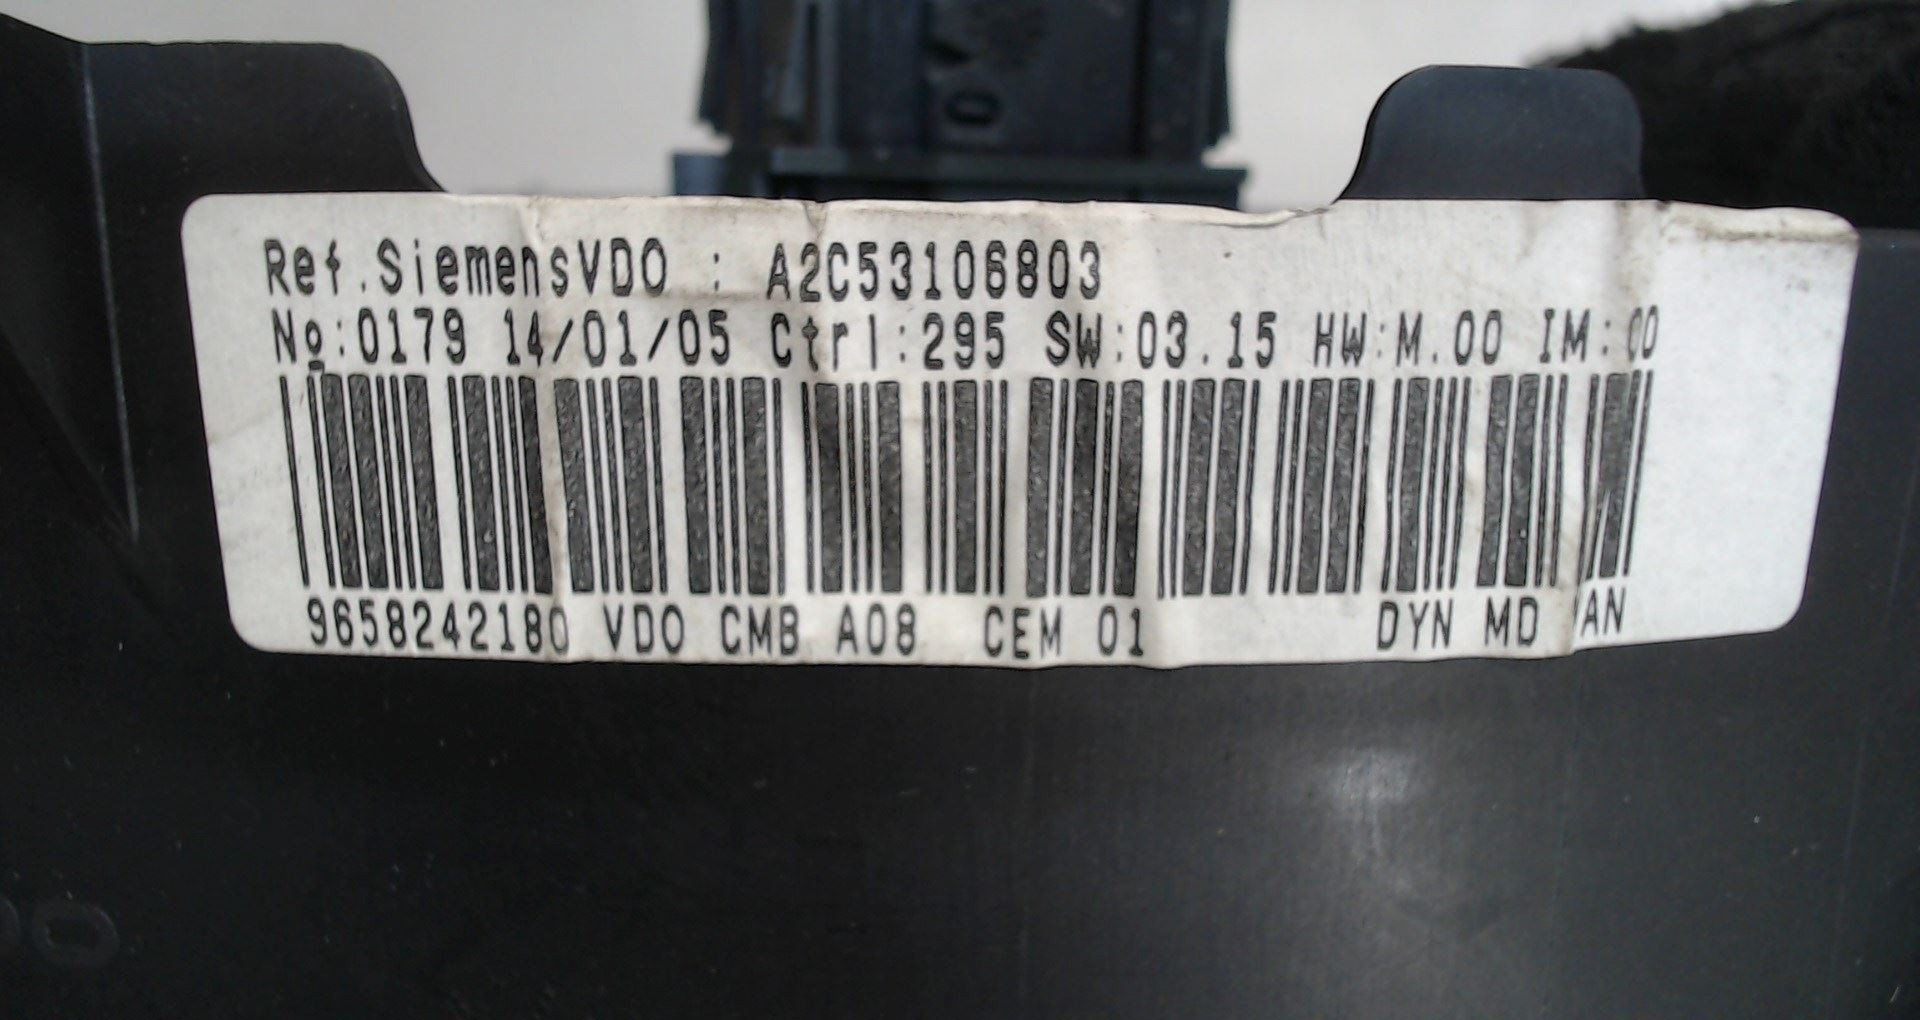 Ref.SiemensVDO : A2C53106803
Nº:0179 14/01/05 Ctrl:295 SW:03.15 HW:M.00 IM:00
9658242180 VDO CMB A08 CEM 01 DYN MD